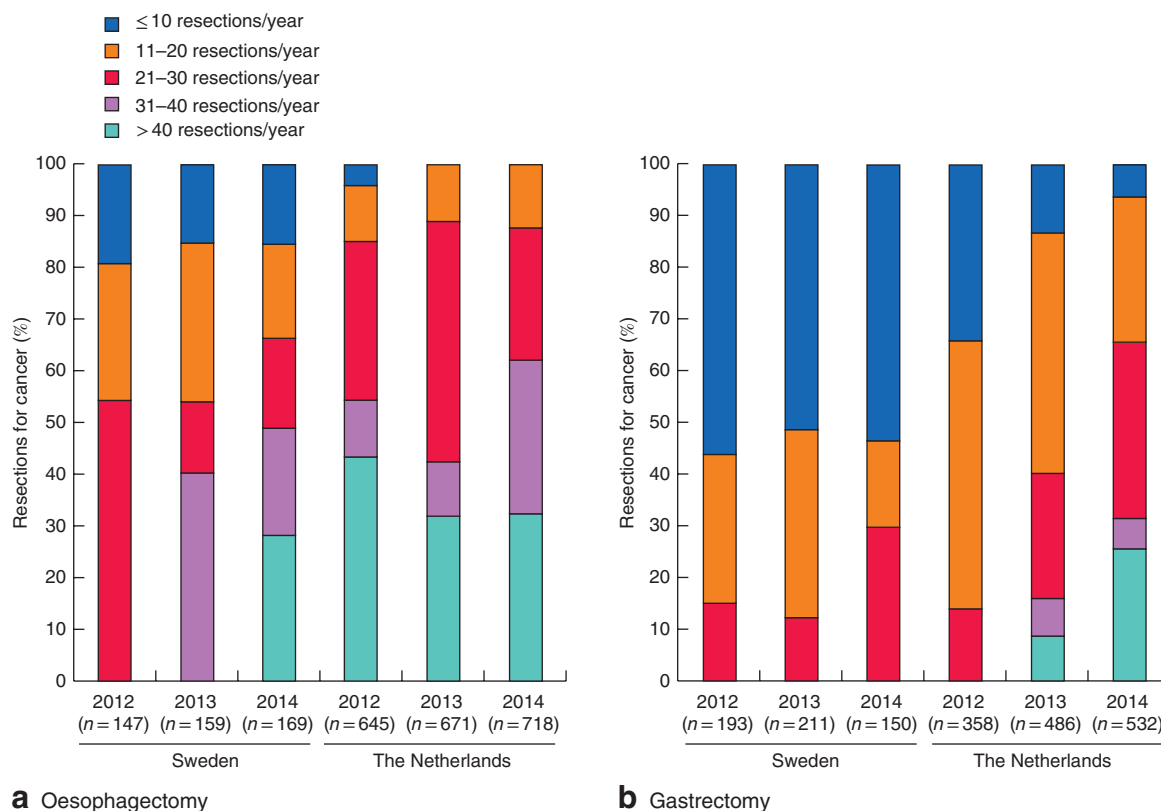 ≤ 10 resections/year
11–20 resections/year
21–30 resections/year
31–40 resections/year
> 40 resections/year
100
90
80
70
60
50
40
30
20
10
0
Resections for cancer (%)
2012 2013 2014 2012 2013 2014
(n = 147) (n = 159) (n = 169) (n = 645) (n = 671) (n = 718)
Sweden The Netherlands
a Oesophagectomy
100
90
80
70
60
50
40
30
20
10
0
Resections for cancer (%)
2012 2013 2014 2012 2013 2014
(n = 193) (n = 211) (n = 150) (n = 358) (n = 486) (n = 532)
Sweden The Netherlands
b Gastrectomy